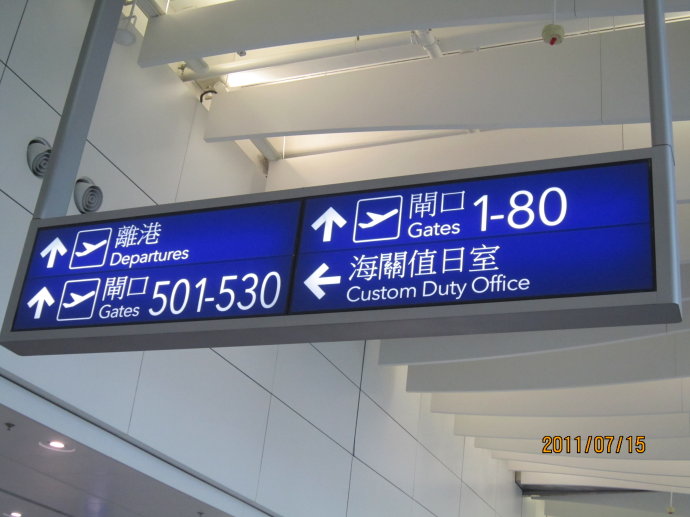 離港
Departures
閘口
Gates 501-530
閘口
Gates 1-80
海關值日室
Custom Duty Office
2011/07/15